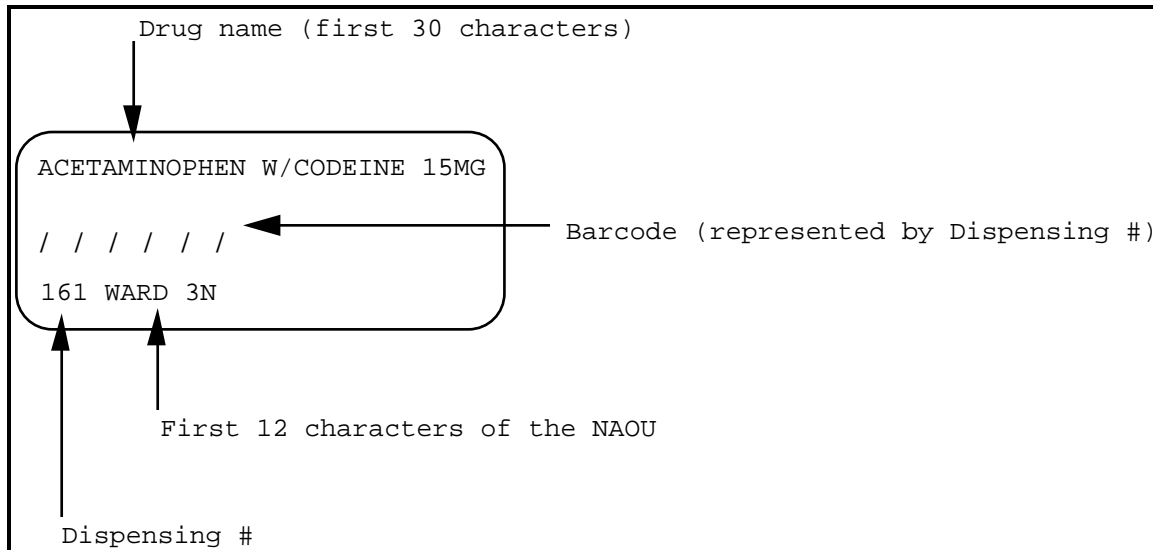 Drug name (first 30 characters)
ACETAMINOPHEN W/CODEINE 15MG
/ / / / / /
Barcode (represented by Dispensing #)
161 WARD 3N
First 12 characters of the NAOU
Dispensing #